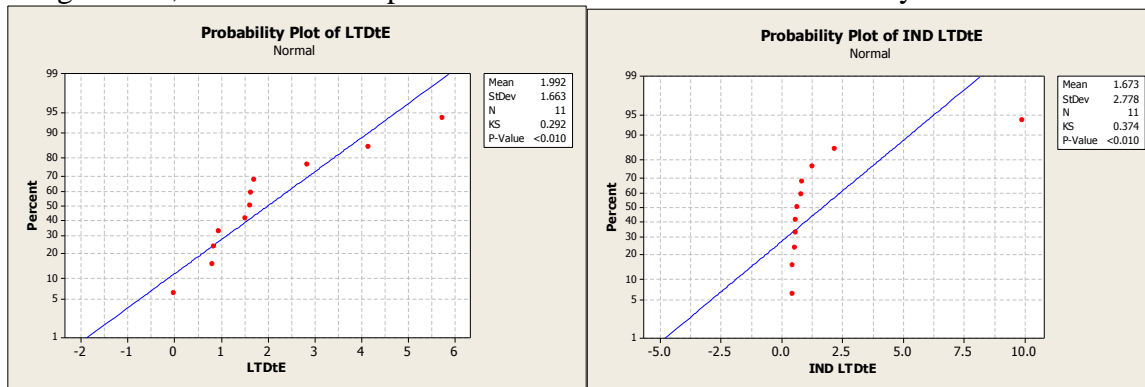 Probability Plot of LTDtE
Normal
99
95
90
80
70
60
50
40
30
20
10
5
1
Percent
-2 -1 0 1 2 3 4 5 6
LTDtE
Mean 1.992
StDev 1.663
N 11
KS 0.292
P-Value <0.010
Probability Plot of IND LTDtE
Normal
99
95
90
80
70
60
50
40
30
20
10
5
1
Percent
-5.0 -2.5 0.0 2.5 5.0 7.5 10.0
IND LTDtE
Mean 1.673
StDev 2.778
N 11
KS 0.374
P-Value <0.010